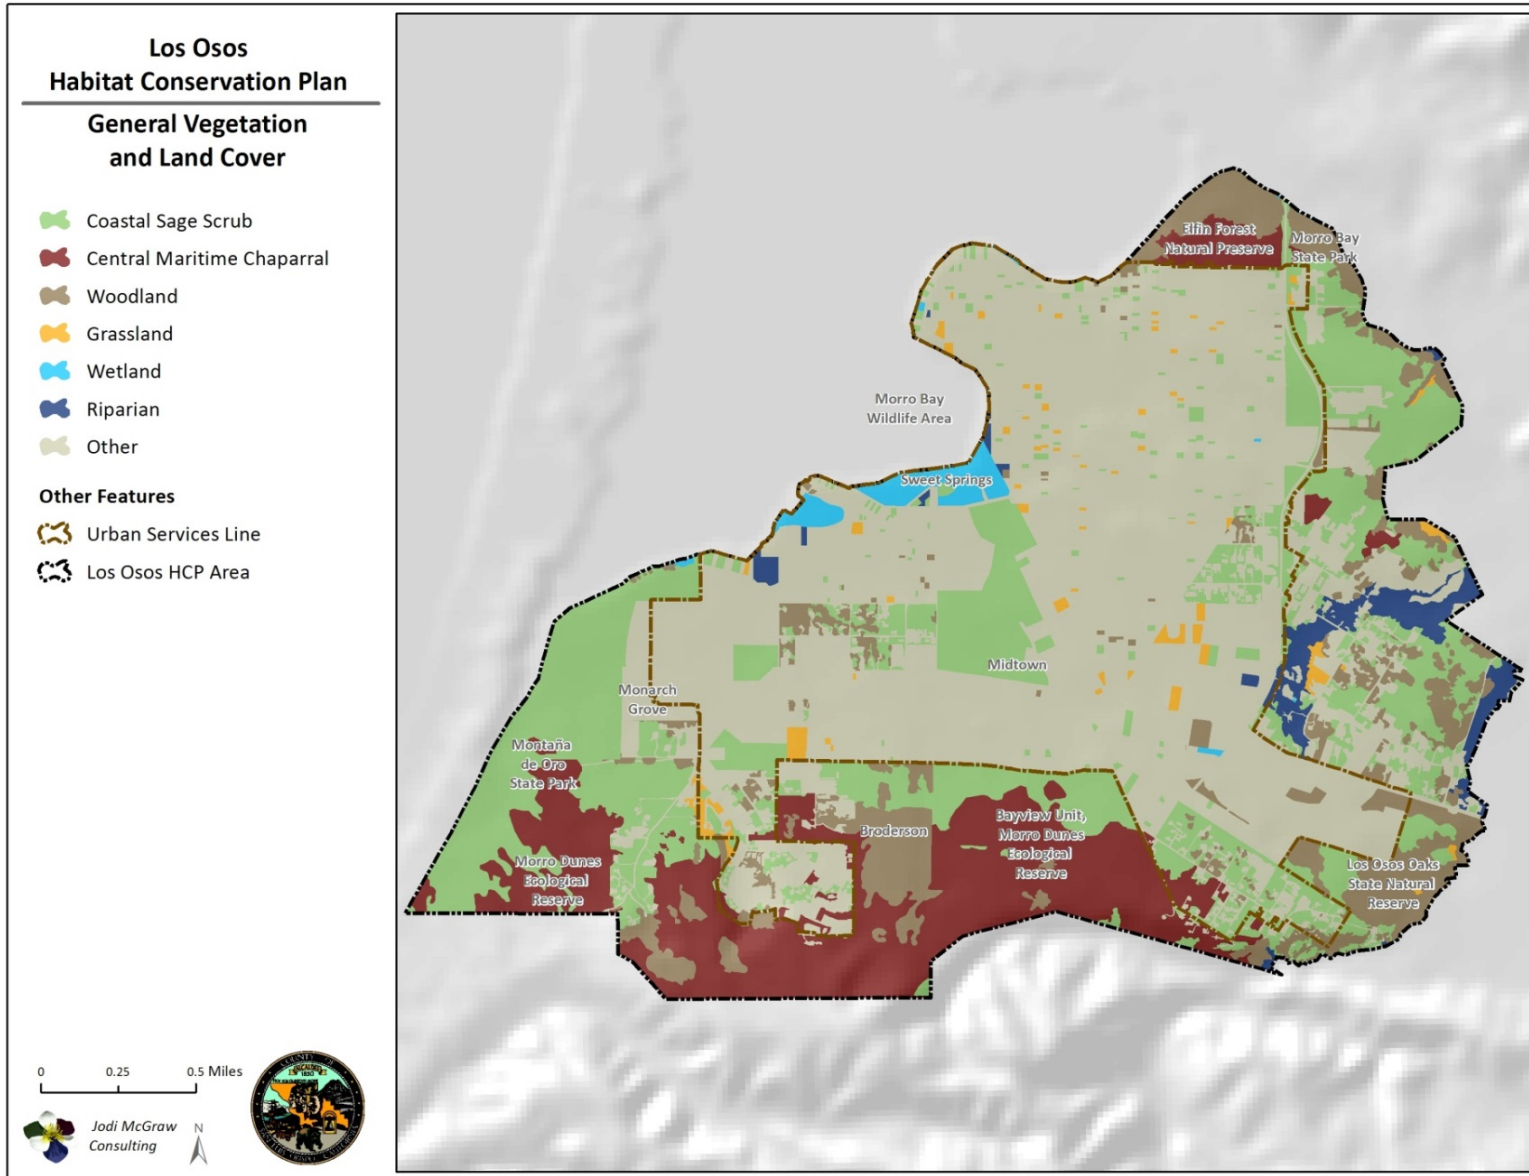 Los Osos
Habitat Conservation Plan
General Vegetation
and Land Cover
Coastal Sage Scrub
Central Maritime Chaparral
Woodland
Grassland
Wetland
Riparian
Other
Other Features
Urban Services Line
Los Osos HCP Area
0 0.25 0.5 Miles
Jodi McGraw
Consulting
N
Elfin Forest
Natural Preserve
Morro Bay
State Park
Morro Bay
Wildlife Area
Sweet Springs
Midtown
Monarch
Grove
Montaña
de Oro
State Park
Morro Dunes
Ecological
Reserve
Broderson
Bayview Unit,
Morro Dunes
Ecological
Reserve
Los Osos Oaks
State Natural
Reserve